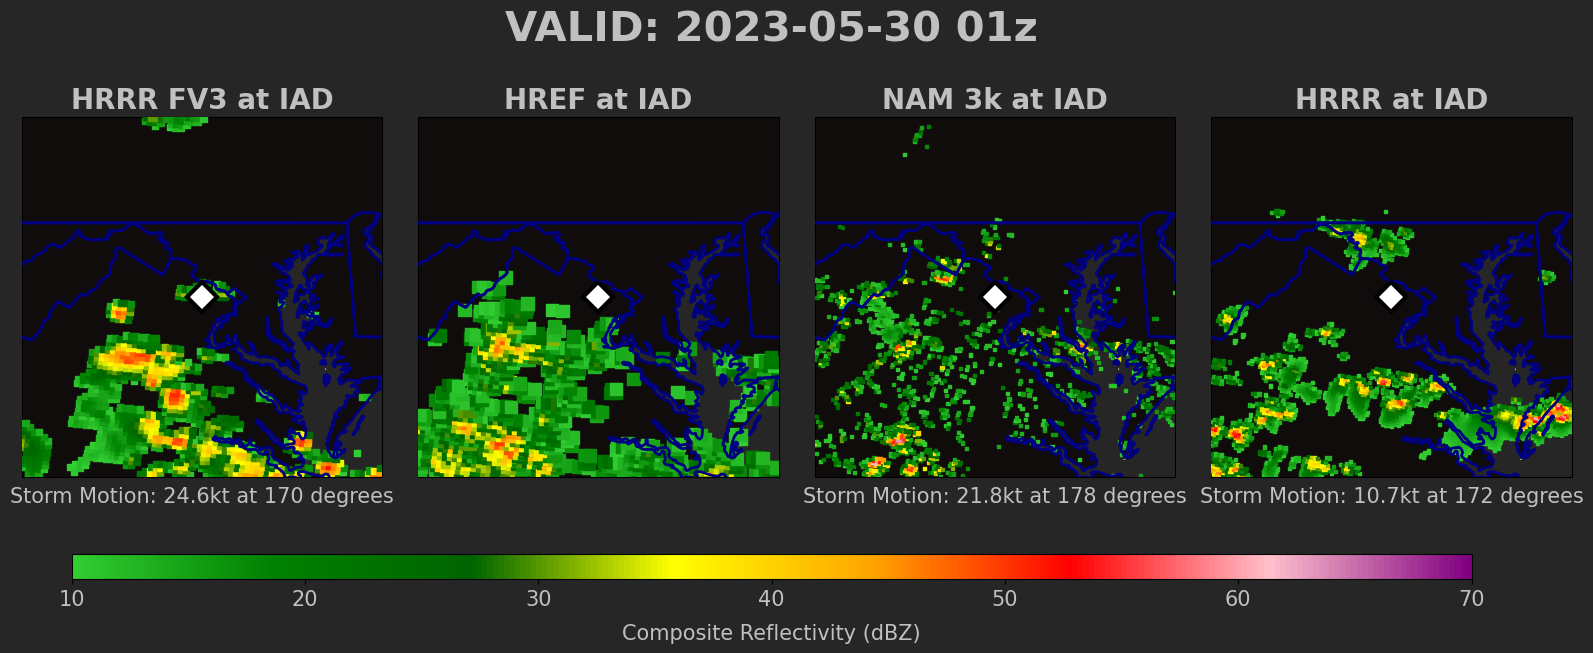 VALID: 2023-05-30 01z
HRRR FV3 at IAD
HREF at IAD
NAM 3k at IAD
HRRR at IAD
Storm Motion: 24.6kt at 170 degrees
Storm Motion: 21.8kt at 178 degrees
Storm Motion: 10.7kt at 172 degrees
10 20 30 40 50 60 70
Composite Reflectivity (dBZ)